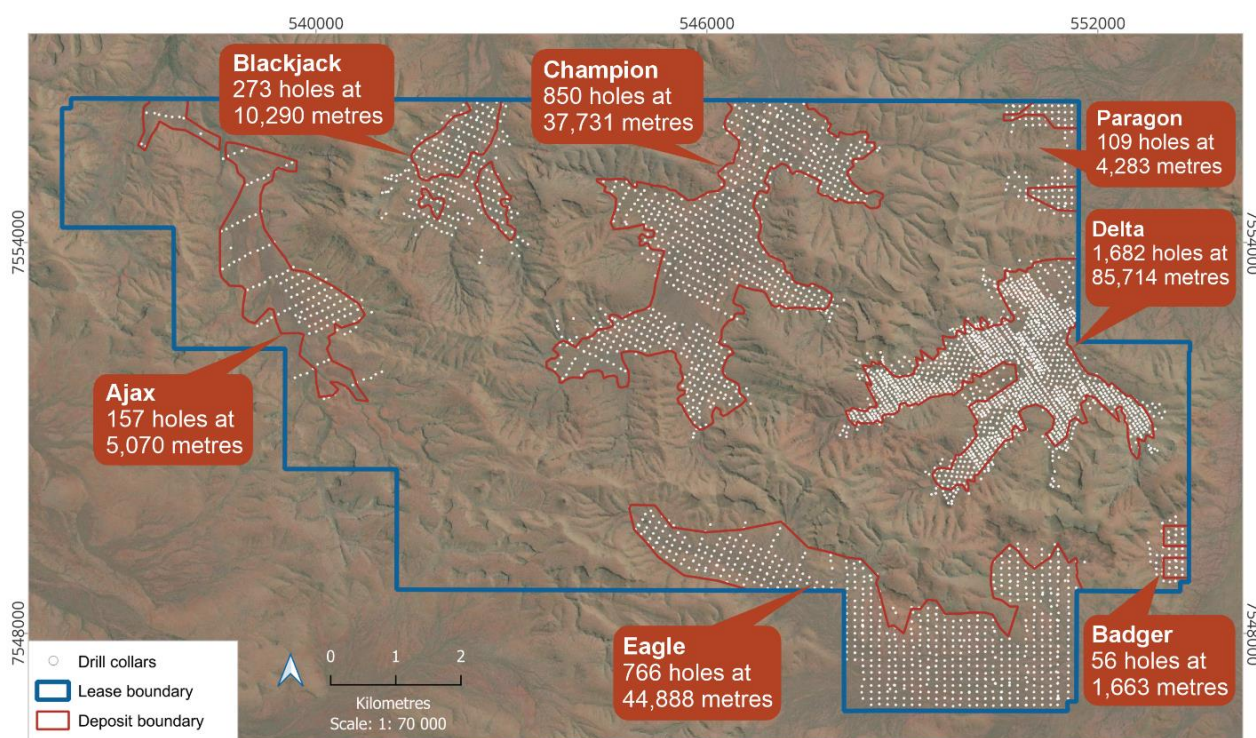 540000
546000
552000
Blackjack
273 holes at
10,290 metres
Champion
850 holes at
37,731 metres
Paragon
109 holes at
4,283 metres
7554000
7554000
Delta
1,682 holes at
85,714 metres
Ajax
157 holes at
5,070 metres
7548000
7548000
Eagle
766 holes at
44,888 metres
Badger
56 holes at
1,663 metres
Drill collars
Lease boundary
Deposit boundary
0 1 2
Kilometres
Scale: 1: 70 000